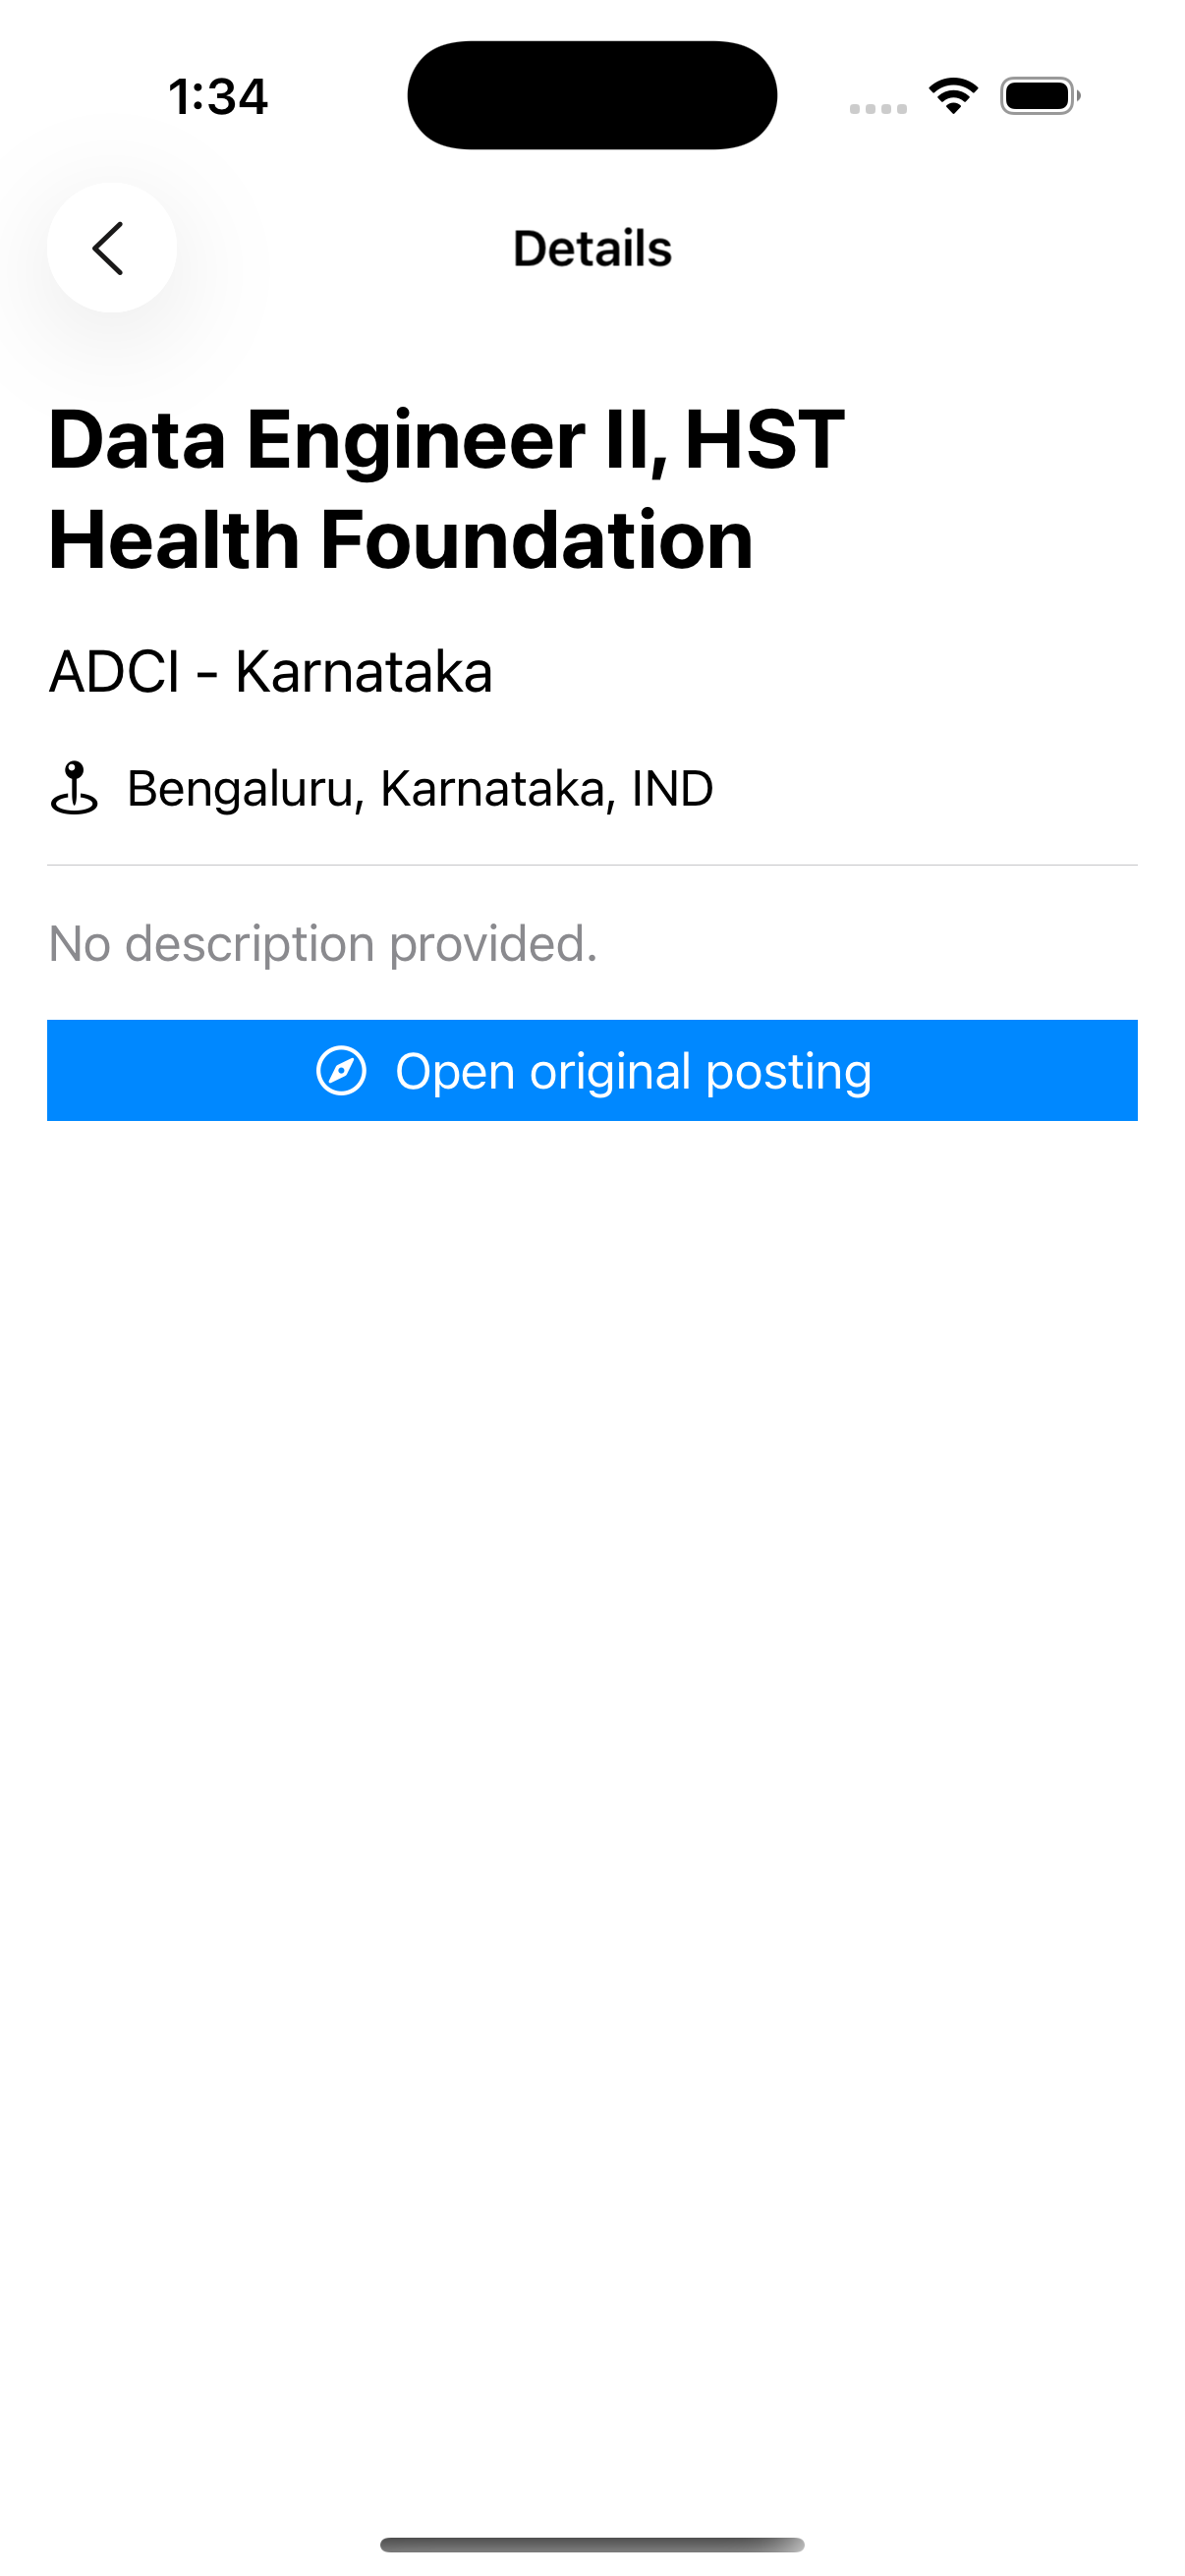 1:34
Details
Data Engineer II, HST
Health Foundation
ADCI - Karnataka
Bengaluru, Karnataka, IND
No description provided.
Open original posting